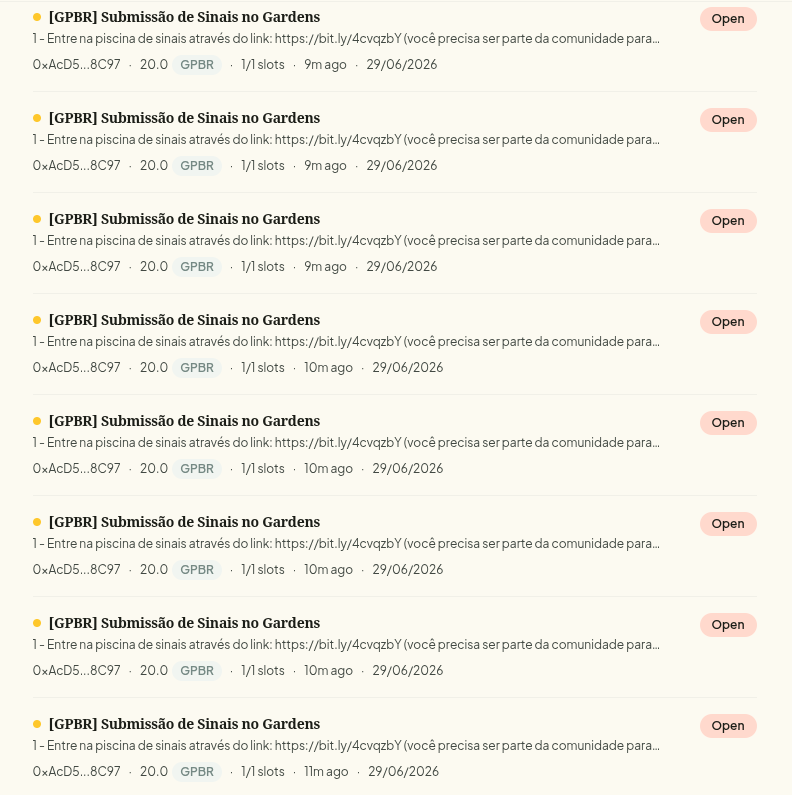 [GPBR] Submissão de Sinais no Gardens Open
1 - Entre na piscina de sinais através do link: https://bit.ly/4cvqzbY (você precisa ser parte da comunidade para...
0xAcD5...8C97 · 20.0 GPBR · 1/1 slots · 9m ago · 29/06/2026
[GPBR] Submissão de Sinais no Gardens Open
1 - Entre na piscina de sinais através do link: https://bit.ly/4cvqzbY (você precisa ser parte da comunidade para...
0xAcD5...8C97 · 20.0 GPBR · 1/1 slots · 9m ago · 29/06/2026
[GPBR] Submissão de Sinais no Gardens Open
1 - Entre na piscina de sinais através do link: https://bit.ly/4cvqzbY (você precisa ser parte da comunidade para...
0xAcD5...8C97 · 20.0 GPBR · 1/1 slots · 9m ago · 29/06/2026
[GPBR] Submissão de Sinais no Gardens Open
1 - Entre na piscina de sinais através do link: https://bit.ly/4cvqzbY (você precisa ser parte da comunidade para...
0xAcD5...8C97 · 20.0 GPBR · 1/1 slots · 10m ago · 29/06/2026
[GPBR] Submissão de Sinais no Gardens Open
1 - Entre na piscina de sinais através do link: https://bit.ly/4cvqzbY (você precisa ser parte da comunidade para...
0xAcD5...8C97 · 20.0 GPBR · 1/1 slots · 10m ago · 29/06/2026
[GPBR] Submissão de Sinais no Gardens Open
1 - Entre na piscina de sinais através do link: https://bit.ly/4cvqzbY (você precisa ser parte da comunidade para...
0xAcD5...8C97 · 20.0 GPBR · 1/1 slots · 10m ago · 29/06/2026
[GPBR] Submissão de Sinais no Gardens Open
1 - Entre na piscina de sinais através do link: https://bit.ly/4cvqzbY (você precisa ser parte da comunidade para...
0xAcD5...8C97 · 20.0 GPBR · 1/1 slots · 10m ago · 29/06/2026
[GPBR] Submissão de Sinais no Gardens Open
1 - Entre na piscina de sinais através do link: https://bit.ly/4cvqzbY (você precisa ser parte da comunidade para...
0xAcD5...8C97 · 20.0 GPBR · 1/1 slots · 11m ago · 29/06/2026